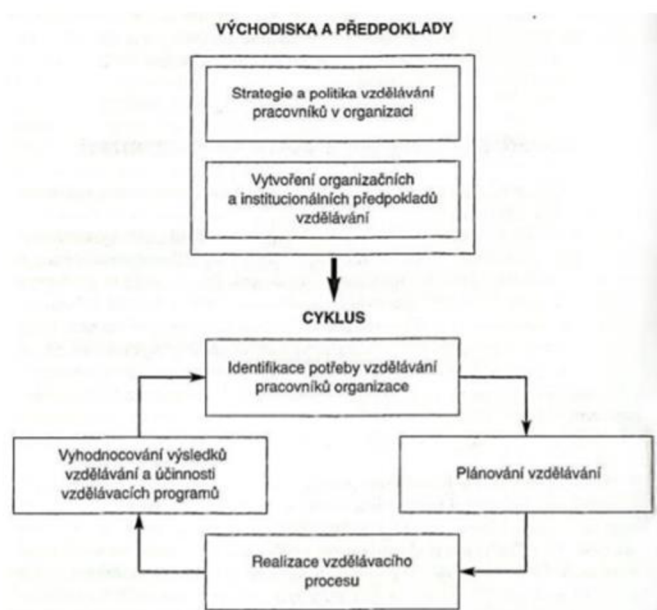 VÝCHODISKA A PŘEDPOKLADY
Strategie a politika vzdělávání
pracovníků v organizaci
Vytvoření organizačních
a institucionálních předpokladů
vzdělávání
CYKLUS
Identifikace potřeby vzdělávání
pracovníků organizace
Vyhodnocování výsledků
vzdělávání a účinnosti
vzdělávacích programů
Plánování vzdělávání
Realizace vzdělávacího
procesu